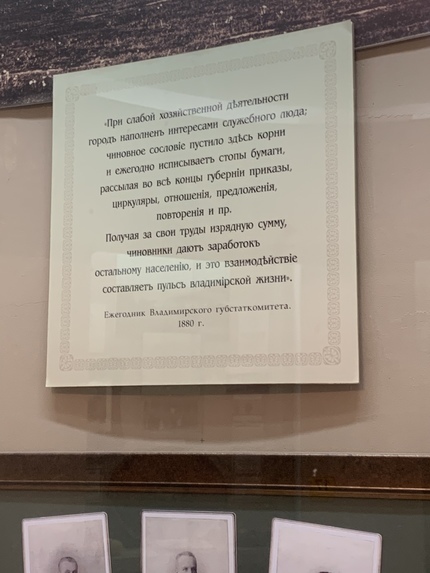 «При слабой хозяйственной дѣятельности
городъ наполненъ интересами служебного люда;
чиновное сословіе пустило здѣсь корни
и ежегодно исписываетъ стопы бумаги,
рассылая во всѣ концы губерніи приказы,
циркуляры, отношенія, предложенія,
повторенія и пр.
Получая за свои труды изрядную сумму,
чиновники даютъ заработокъ
остальному населенію, и это взаимодѣйствіе
составляетъ пульсъ владимірской жизни».
Ежегодник Владимирского губстаткомитета.
1880 г.